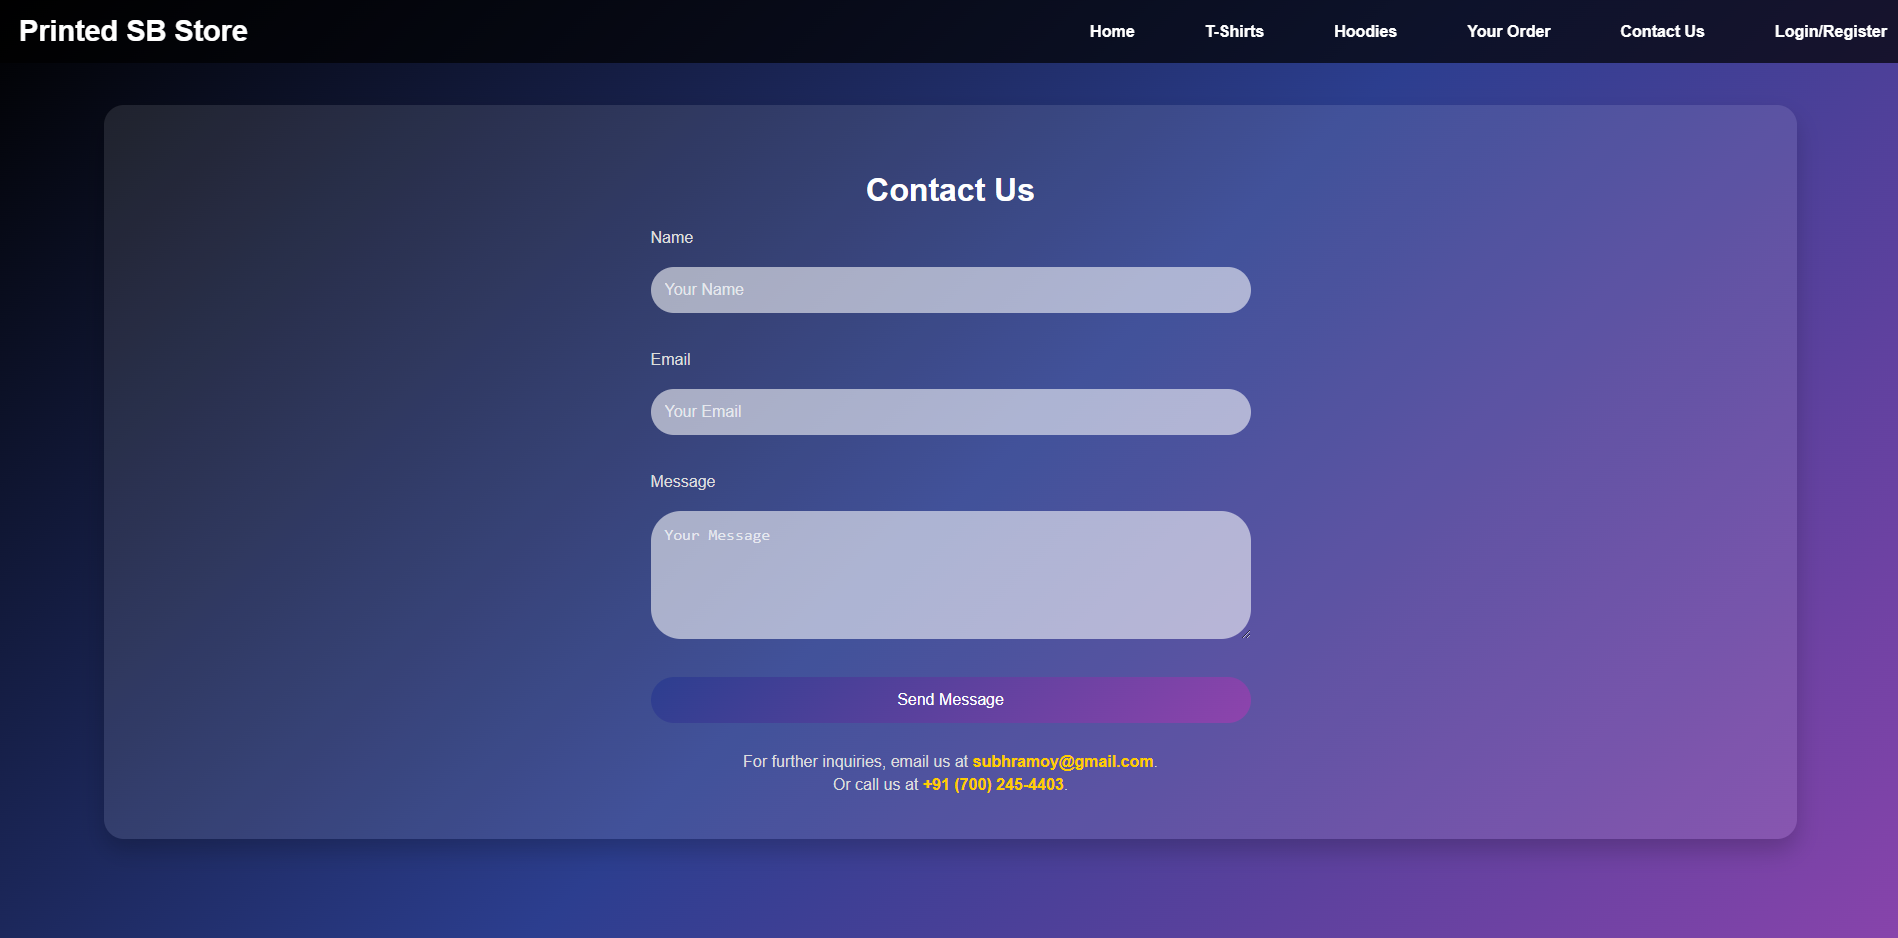 Printed SB Store
Home T-Shirts Hoodies Your Order Contact Us Login/Register
Contact Us
Name
Your Name
Email
Your Email
Message
Your Message
Send Message
For further inquiries, email us at subhramoy@gmail.com.
Or call us at +91 (700) 245-4403.